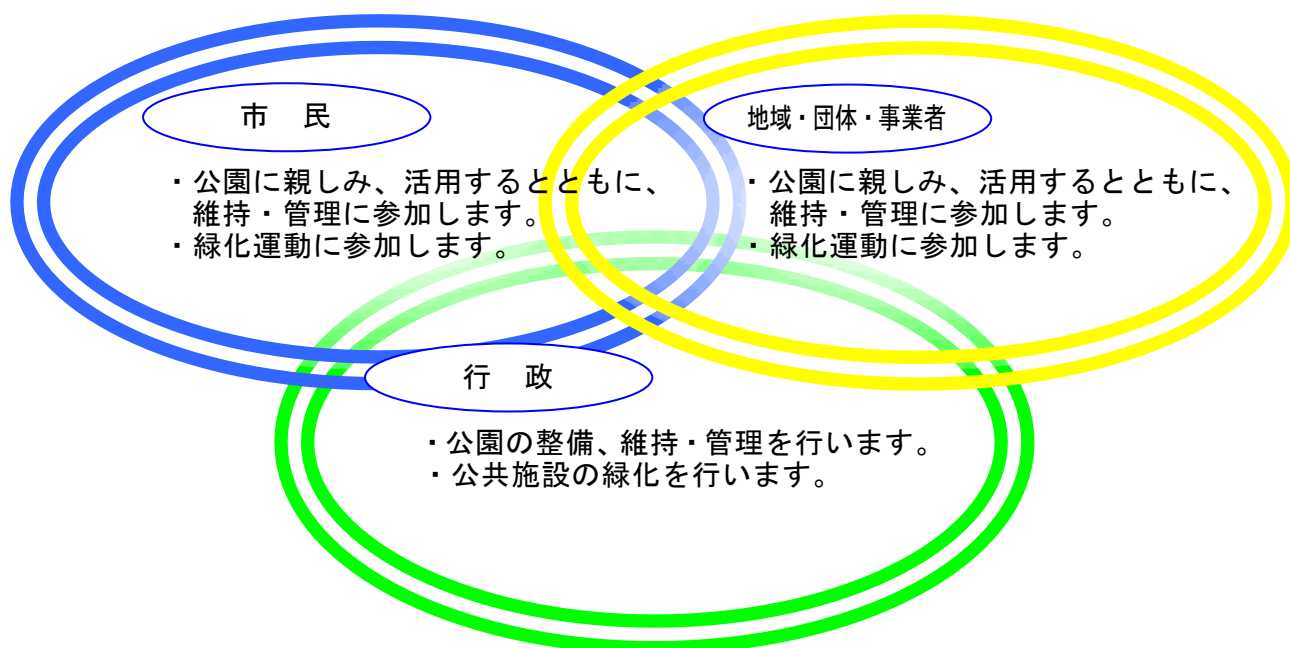 市　民
・公園に親しみ、活用するとともに、
維持・管理に参加します。
・緑化運動に参加します。
地域・団体・事業者
・公園に親しみ、活用するとともに、
維持・管理に参加します。
・緑化運動に参加します。
行　政
・公園の整備、維持・管理を行います。
・公共施設の緑化を行います。